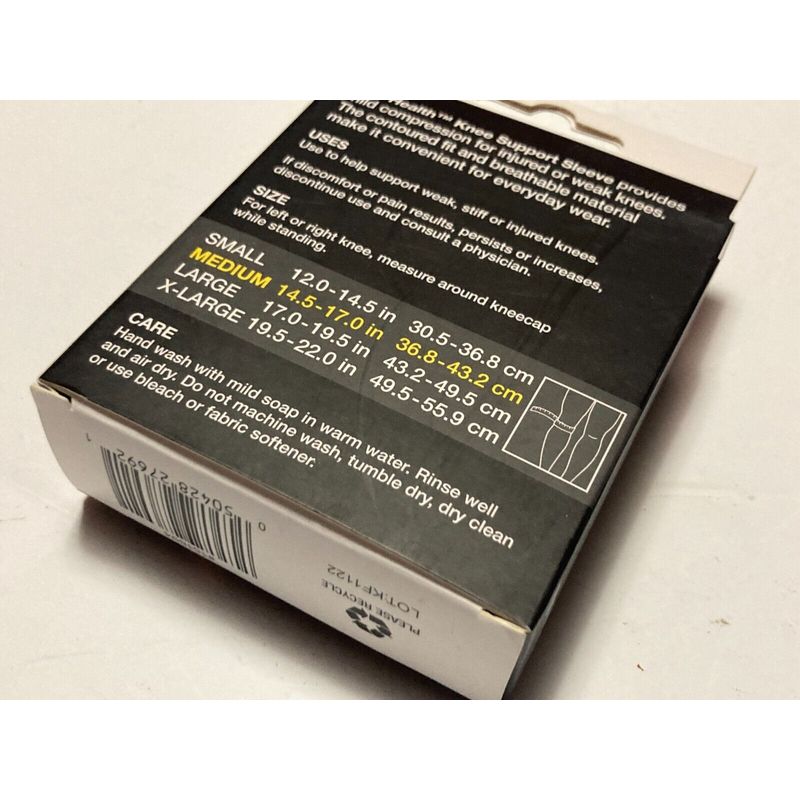 Health™ Knee Support Sleeve provides
mild compression for injured or weak knees.
The contoured fit and breathable material
make it convenient for everyday wear.
USES
Use to help support weak, stiff or injured knees.
If discomfort or pain results, persists or increases,
discontinue use and consult a physician.
SIZE
For left or right knee, measure around kneecap
while standing.
SMALL 12.0-14.5 in 30.5-36.8 cm
MEDIUM 14.5-17.0 in 36.8-43.2 cm
LARGE 17.0-19.5 in 43.2-49.5 cm
X-LARGE 19.5-22.0 in 49.5-55.9 cm
CARE
Hand wash with mild soap in warm water. Rinse well
and air dry. Do not machine wash, tumble dry, dry clean
or use bleach or fabric softener.
0 50428 27692 1
PLEASE RECYCLE
LOT:KF1122